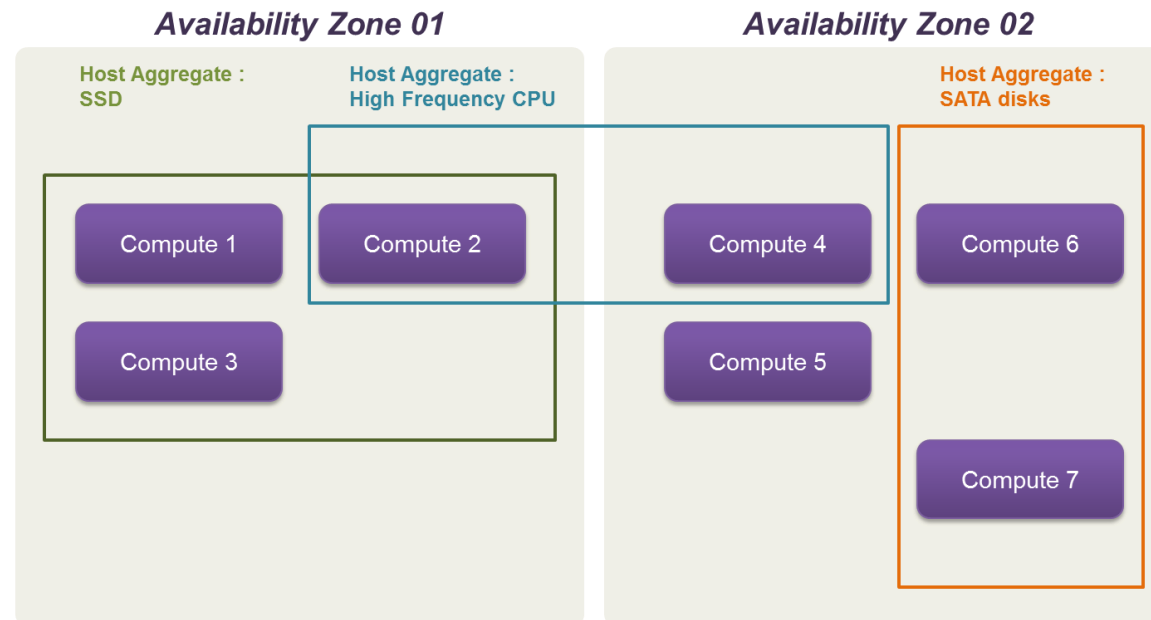 Availability Zone 01
Availability Zone 02
Host Aggregate :
SSD
Host Aggregate :
High Frequency CPU
Host Aggregate :
SATA disks
Compute 1
Compute 2
Compute 4
Compute 6
Compute 3
Compute 5
Compute 7